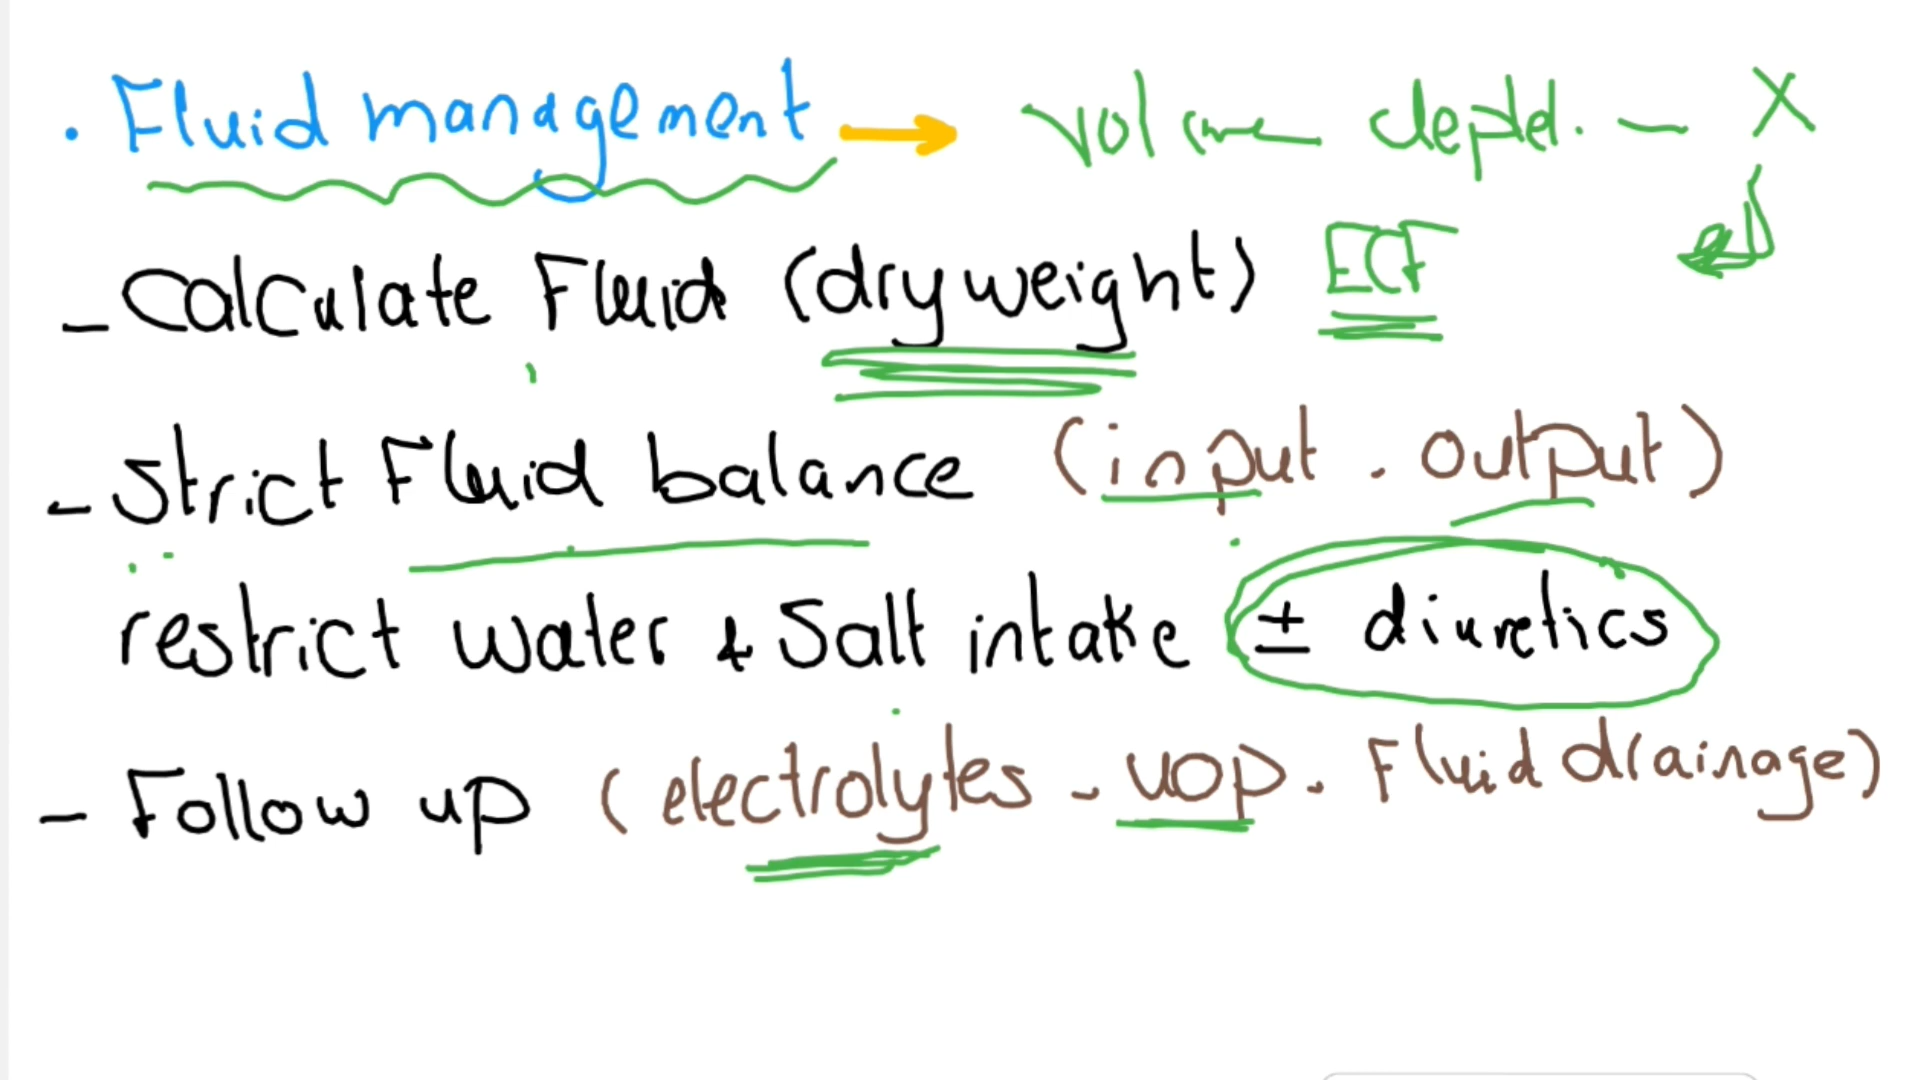 • Fluid management → volume deplet. – X
- Calculate Fluid (dry weight) ECF
- Strict Fluid balance (input . output)
restrict water & Salt intake ± diuretics
- Follow up (electrolytes - UOP . Fluid drainage)